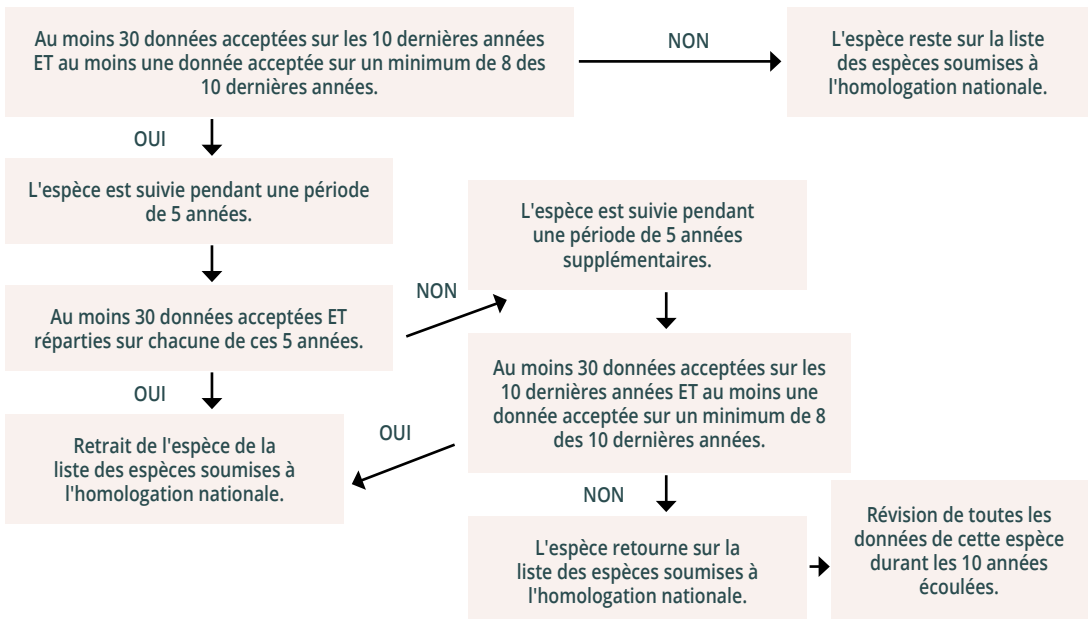 Au moins 30 données acceptées sur les 10 dernières années
ET au moins une donnée acceptée sur un minimum de 8 des
10 dernières années.
NON
L'espèce reste sur la liste
des espèces soumises à
l'homologation nationale.
OUI
L'espèce est suivie pendant une période
de 5 années.
L'espèce est suivie pendant
une période de 5 années
supplémentaires.
NON
Au moins 30 données acceptées ET
réparties sur chacune de ces 5 années.
Au moins 30 données acceptées sur les
10 dernières années ET au moins une
donnée acceptée sur un minimum de 8
des 10 dernières années.
OUI
OUI
Retrait de l'espèce de la
liste des espèces soumises à
l'homologation nationale.
NON
L'espèce retourne sur la
liste des espèces soumises à
l'homologation nationale.
Révision de toutes les
données de cette espèce
durant les 10 années
écoulées.